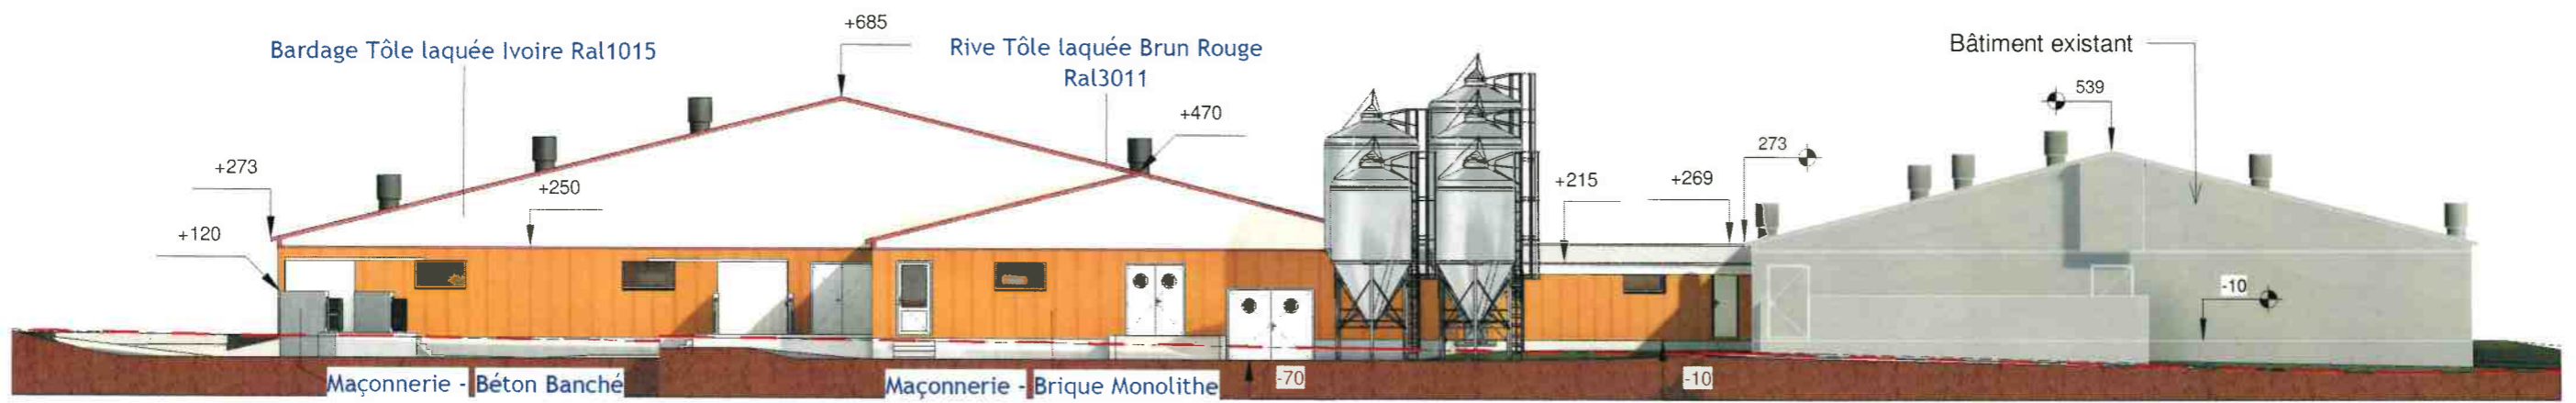 +685
Bardage Tôle laquée Ivoire Ral1015
Rive Tôle laquée Brun Rouge
Ral3011
Bâtiment existant
539
+470
273
+273
+250
+215
+269
+120
-10
Maçonnerie - Béton Banché
Maçonnerie - Brique Monolithe
-70
-10